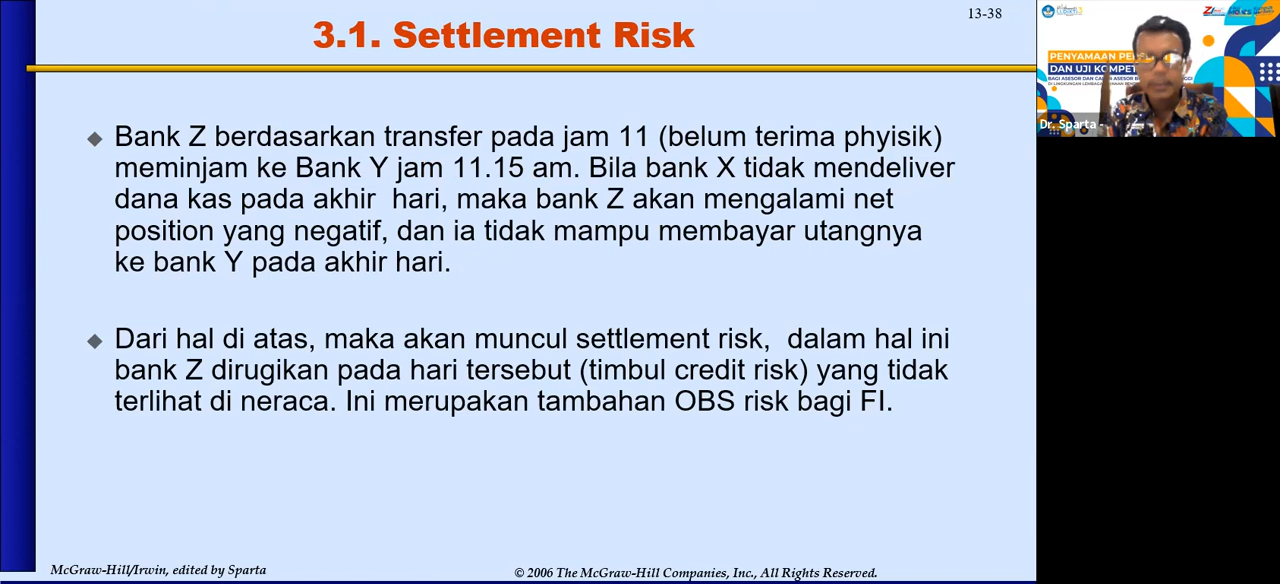 13-38
3.1. Settlement Risk
Bank Z berdasarkan transfer pada jam 11 (belum terima phyisik)
meminjam ke Bank Y jam 11.15 am. Bila bank X tidak mendeliver
dana kas pada akhir hari, maka bank Z akan mengalami net
position yang negatif, dan ia tidak mampu membayar utangnya
ke bank Y pada akhir hari.
Dari hal di atas, maka akan muncul settlement risk, dalam hal ini
bank Z dirugikan pada hari tersebut (timbul credit risk) yang tidak
terlihat di neraca. Ini merupakan tambahan OBS risk bagi FI.
McGraw-Hill/Irwin, edited by Sparta
© 2006 The McGraw-Hill Companies, Inc., All Rights Reserved.
PENYAMAAN
DAN UJI
Dr. Sparta -